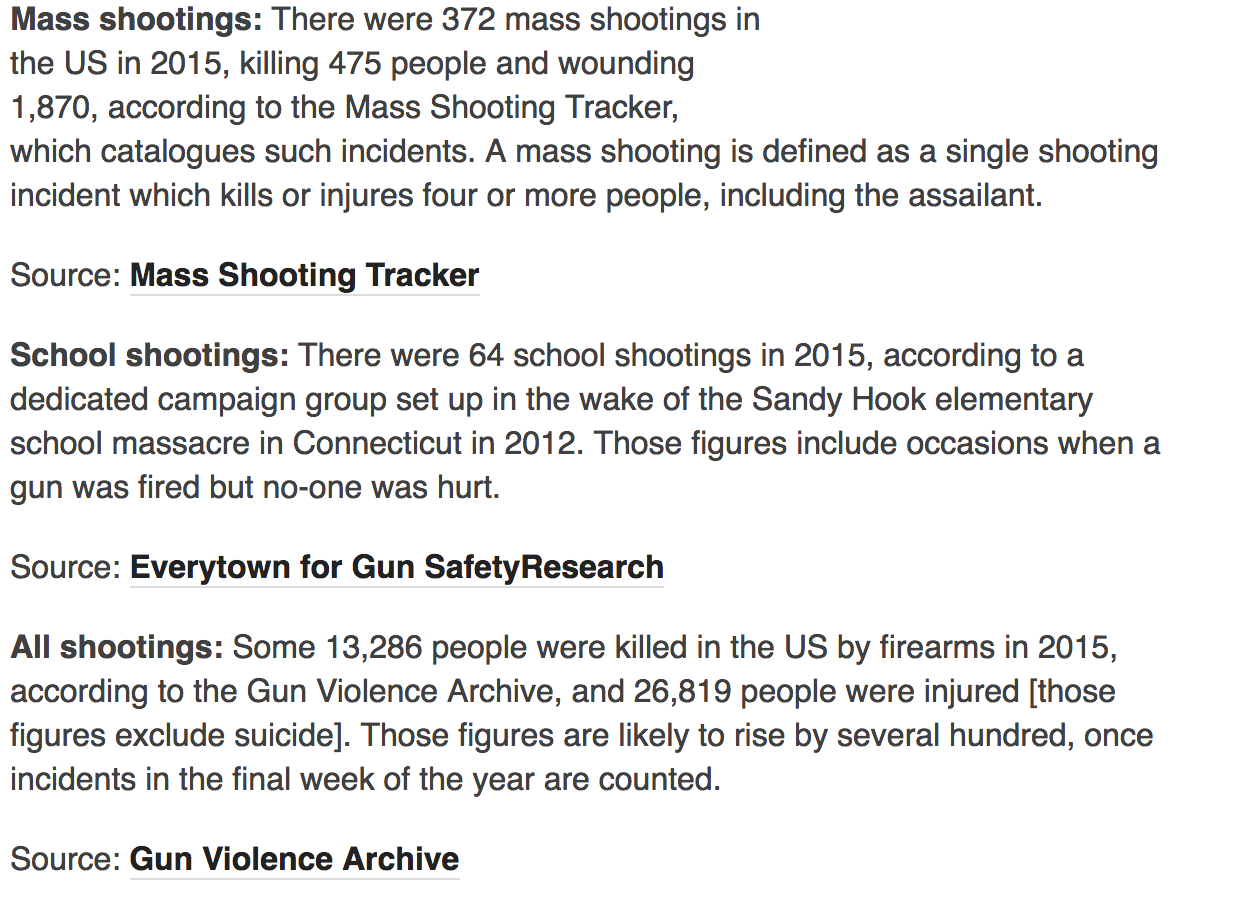 Mass shootings: There were 372 mass shootings in
the US in 2015, killing 475 people and wounding
1,870, according to the Mass Shooting Tracker,
which catalogues such incidents. A mass shooting is defined as a single shooting
incident which kills or injures four or more people, including the assailant.
Source: Mass Shooting Tracker
School shootings: There were 64 school shootings in 2015, according to a
dedicated campaign group set up in the wake of the Sandy Hook elementary
school massacre in Connecticut in 2012. Those figures include occasions when a
gun was fired but no-one was hurt.
Source: Everytown for Gun SafetyResearch
All shootings: Some 13,286 people were killed in the US by firearms in 2015,
according to the Gun Violence Archive, and 26,819 people were injured [those
figures exclude suicide]. Those figures are likely to rise by several hundred, once
incidents in the final week of the year are counted.
Source: Gun Violence Archive